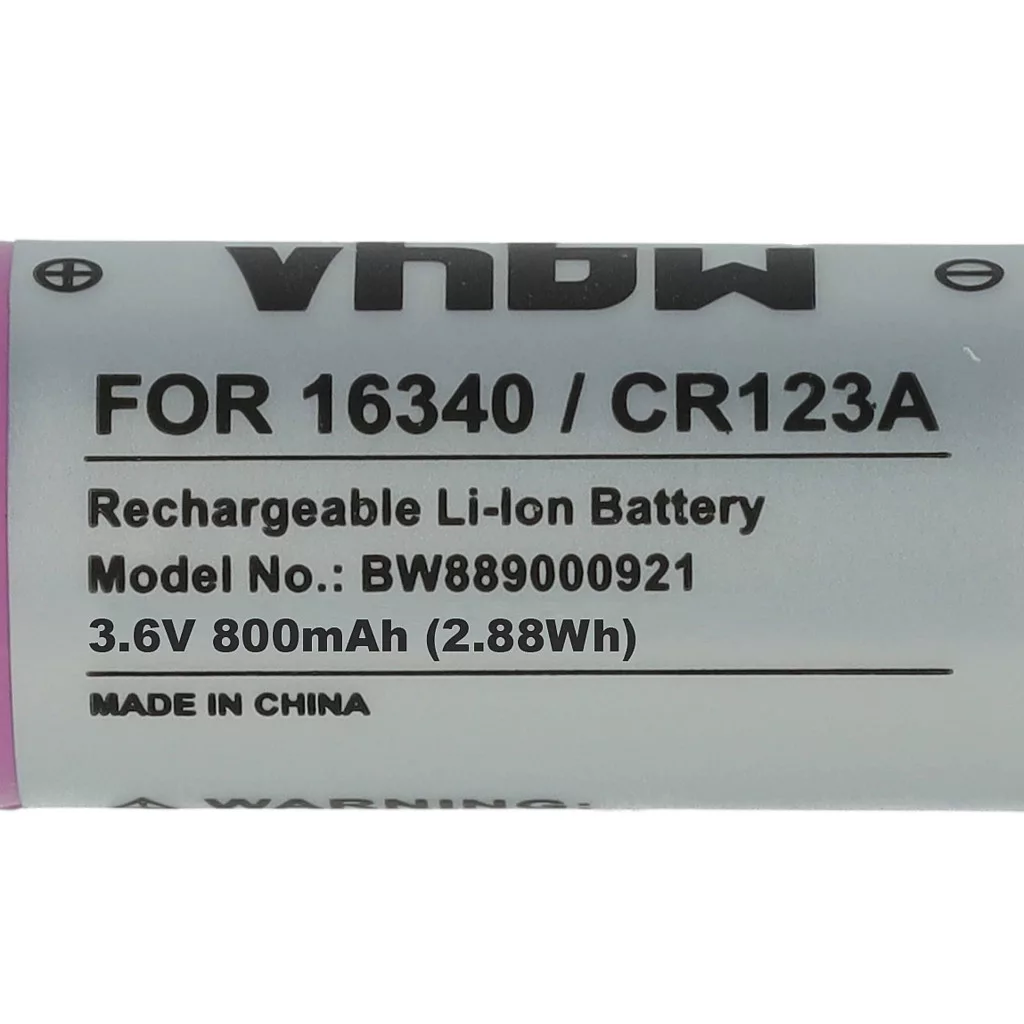 vhbw
FOR 16340 / CR123A
Rechargeable Li-Ion Battery
Model No.: BW889000921
3.6V 800mAh (2.88Wh)
MADE IN CHINA
WARNING: